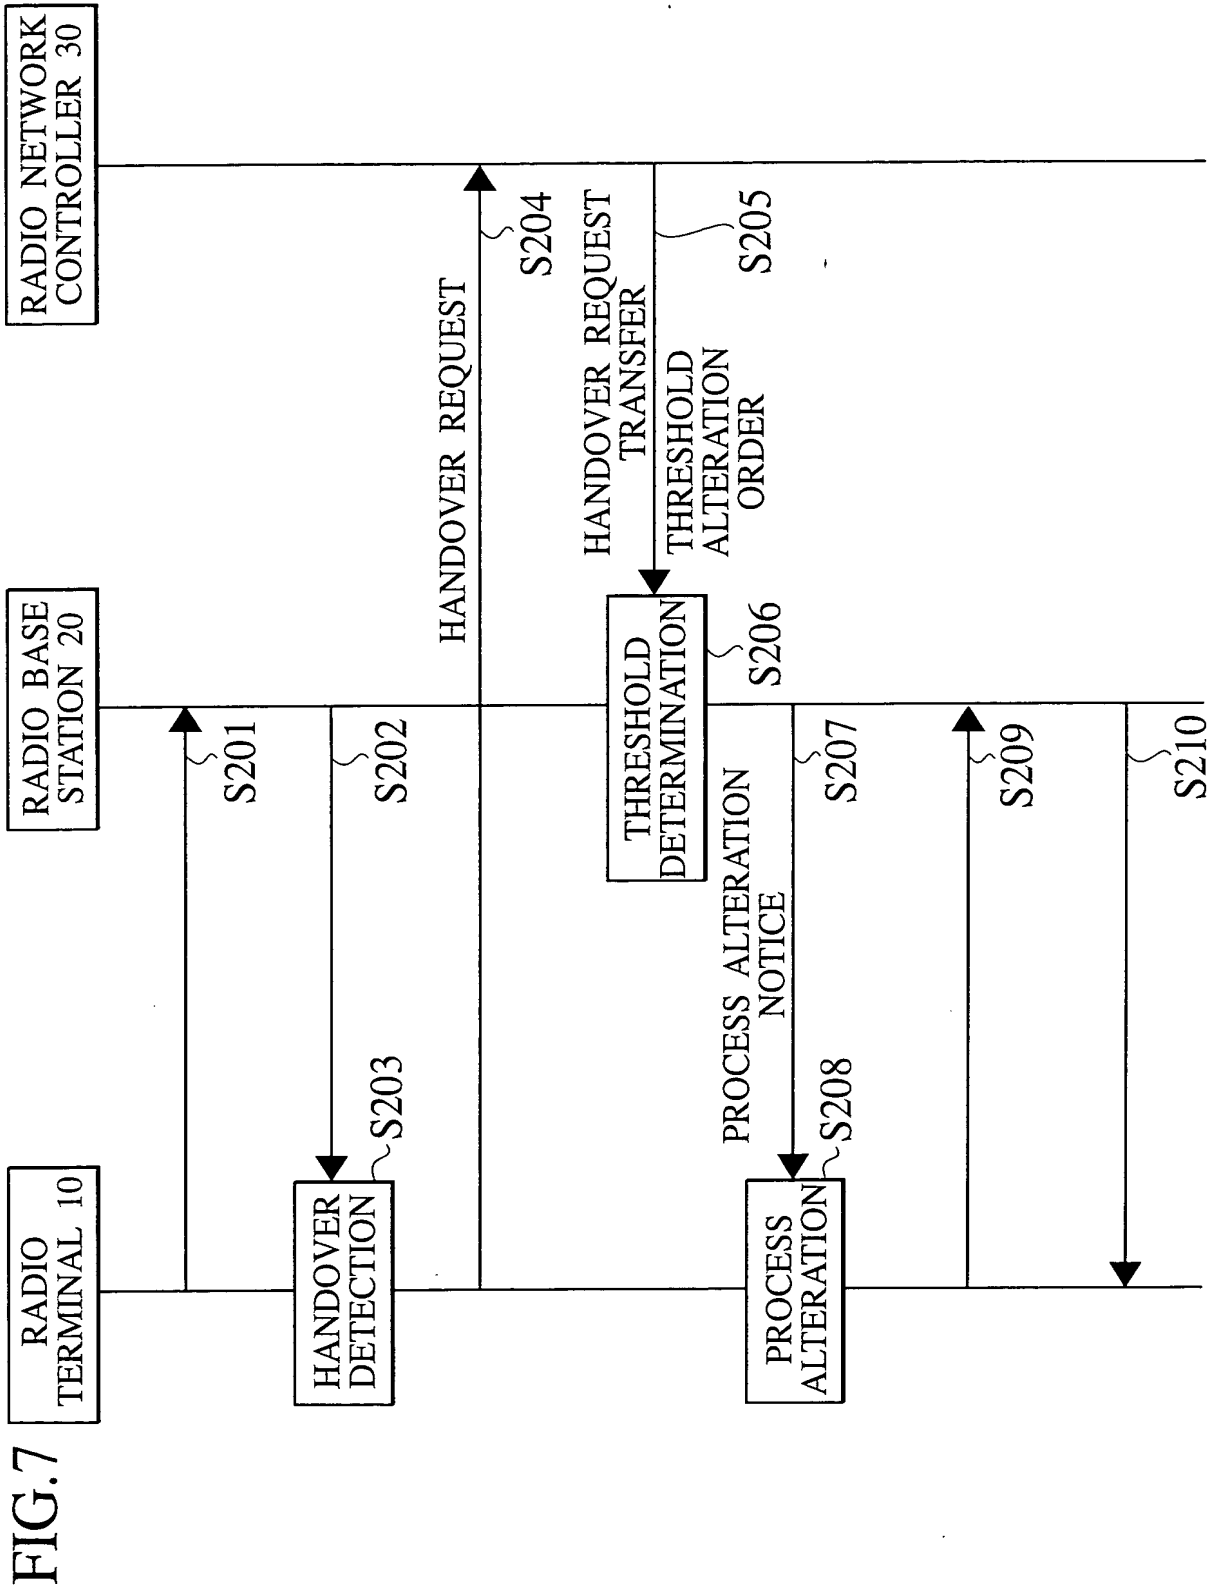 FIG.7
RADIO
TERMINAL 10
RADIO BASE
STATION 20
RADIO NETWORK
CONTROLLER 30
S201
S202
HANDOVER
DETECTION
S203
HANDOVER REQUEST
S204
HANDOVER REQUEST
TRANSFER
THRESHOLD
ALTERATION
ORDER
S205
THRESHOLD
DETERMINATION
S206
PROCESS ALTERATION
NOTICE
S207
PROCESS
ALTERATION
S208
S209
S210